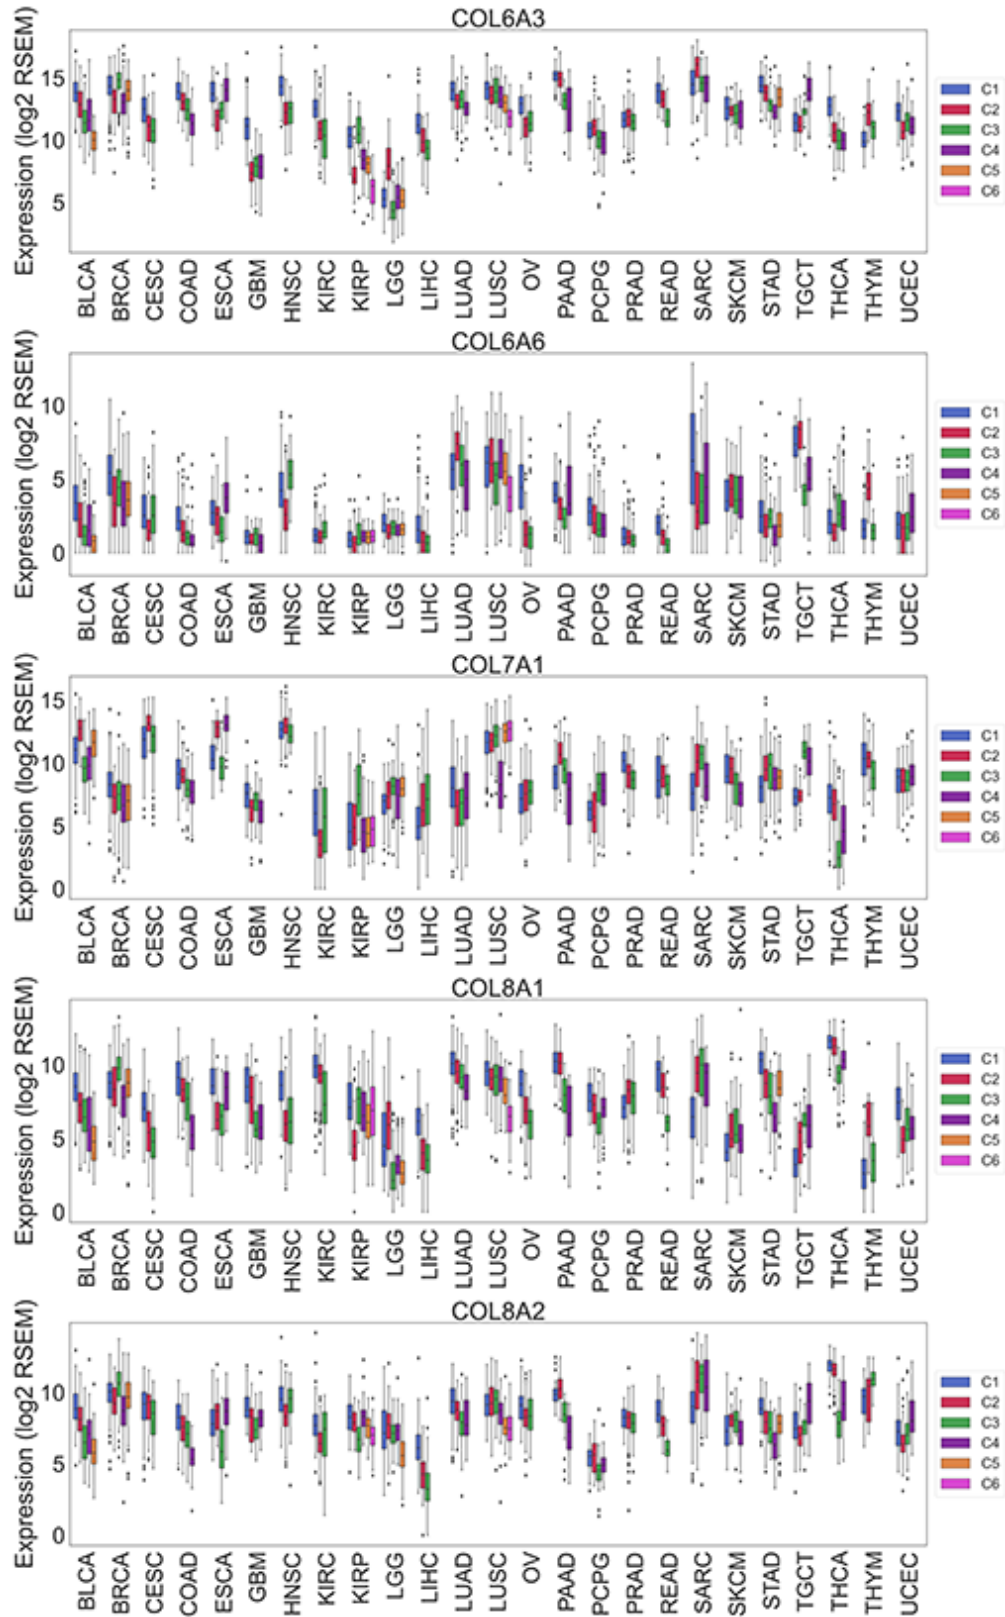 COL6A3
Expression (log2 RSEM)
15
10
5
C1
C2
C3
C4
C5
C6
BLCA BRCA CESC COAD ESCA GBM HNSC KIRC KIRP LGG LIHC LUAD LUSC OV PAAD PCPG PRAD READ SARC SKCM STAD TGCT THCA THYM UCEC
COL6A6
Expression (log2 RSEM)
10
5
0
C1
C2
C3
C4
C5
C6
BLCA BRCA CESC COAD ESCA GBM HNSC KIRC KIRP LGG LIHC LUAD LUSC OV PAAD PCPG PRAD READ SARC SKCM STAD TGCT THCA THYM UCEC
COL7A1
Expression (log2 RSEM)
15
10
5
0
C1
C2
C3
C4
C5
C6
BLCA BRCA CESC COAD ESCA GBM HNSC KIRC KIRP LGG LIHC LUAD LUSC OV PAAD PCPG PRAD READ SARC SKCM STAD TGCT THCA THYM UCEC
COL8A1
Expression (log2 RSEM)
10
5
0
C1
C2
C3
C4
C5
C6
BLCA BRCA CESC COAD ESCA GBM HNSC KIRC KIRP LGG LIHC LUAD LUSC OV PAAD PCPG PRAD READ SARC SKCM STAD TGCT THCA THYM UCEC
COL8A2
Expression (log2 RSEM)
10
5
0
C1
C2
C3
C4
C5
C6
BLCA BRCA CESC COAD ESCA GBM HNSC KIRC KIRP LGG LIHC LUAD LUSC OV PAAD PCPG PRAD READ SARC SKCM STAD TGCT THCA THYM UCEC